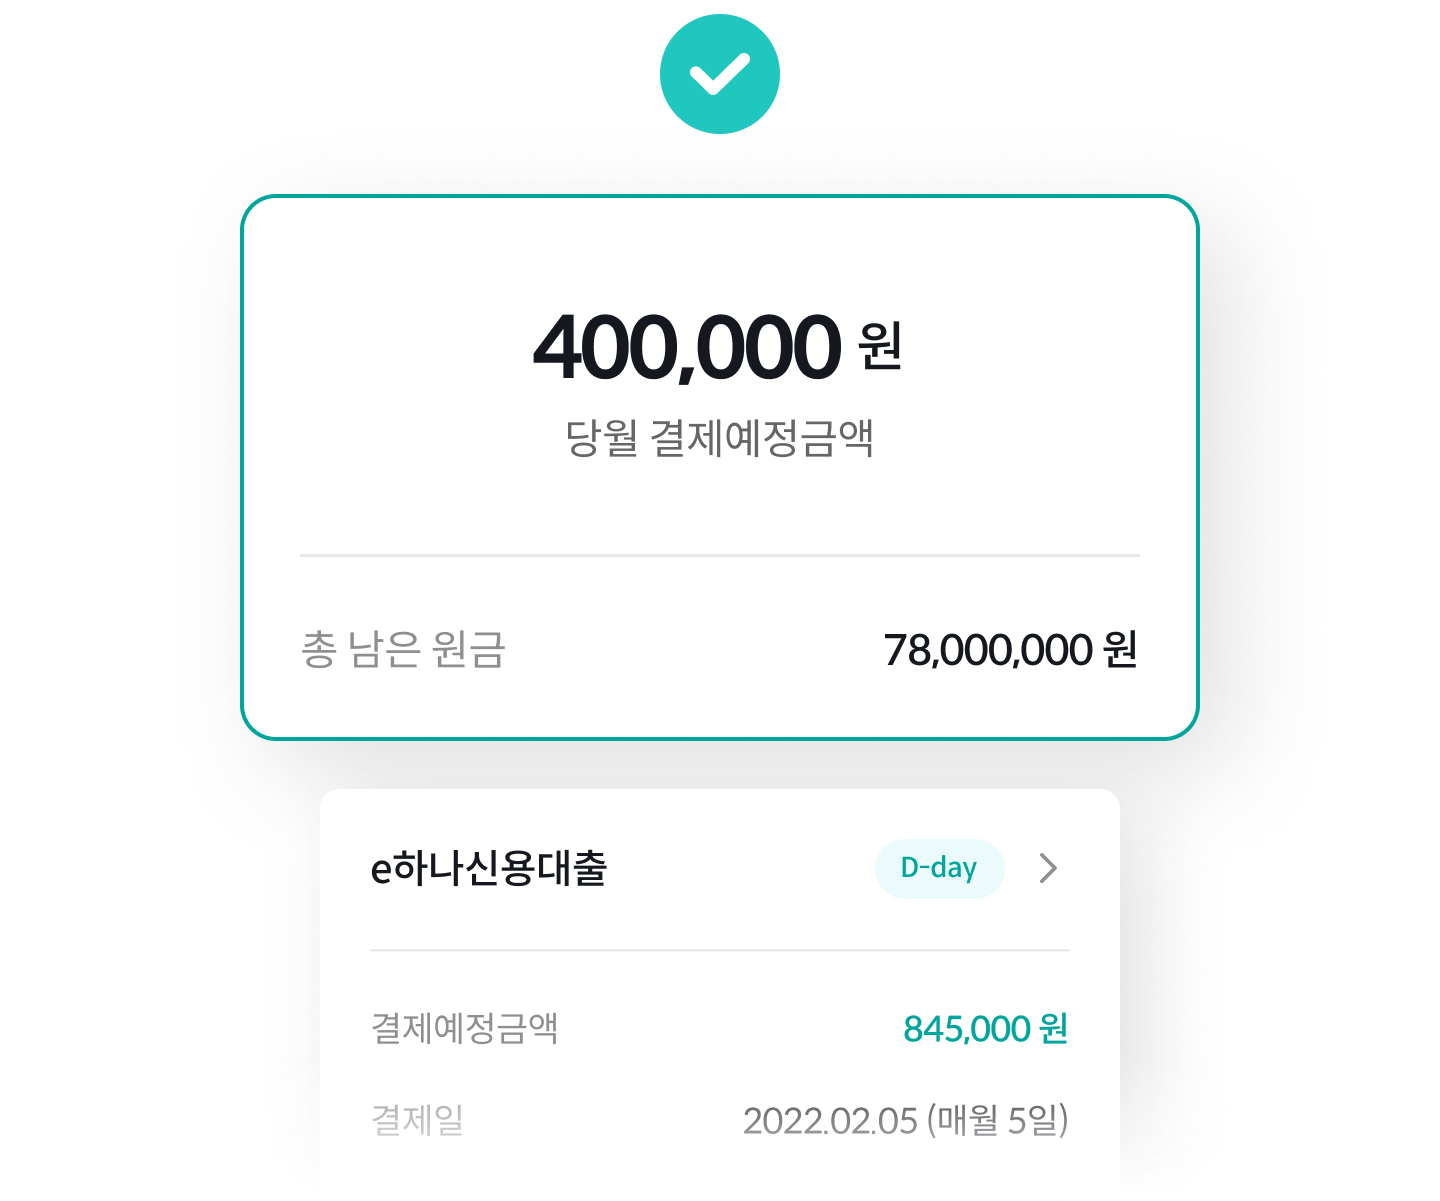 400,000 원
당월 결제예정금액
총 남은 원금 78,000,000 원
e하나신용대출 D-day
결제예정금액 845,000 원
결제일 2022.02.05 (매월 5일)